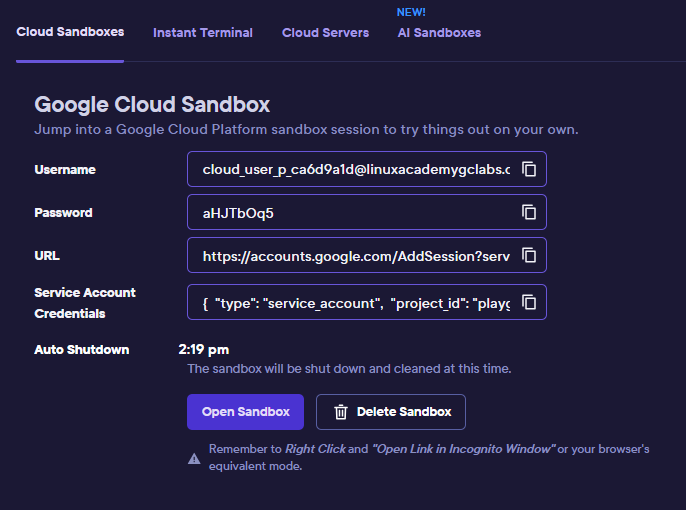 NEW!
Cloud Sandboxes Instant Terminal Cloud Servers AI Sandboxes
Google Cloud Sandbox
Jump into a Google Cloud Platform sandbox session to try things out on your own.
Username cloud_user_p_ca6d9a1d@linuxacademygclabs.c
Password aHJTbOq5
URL https://accounts.google.com/AddSession?serv
Service Account
Credentials { "type": "service_account", "project_id": "playg
Auto Shutdown 2:19 pm
The sandbox will be shut down and cleaned at this time.
Open Sandbox Delete Sandbox
Remember to Right Click and "Open Link in Incognito Window" or your browser's
equivalent mode.